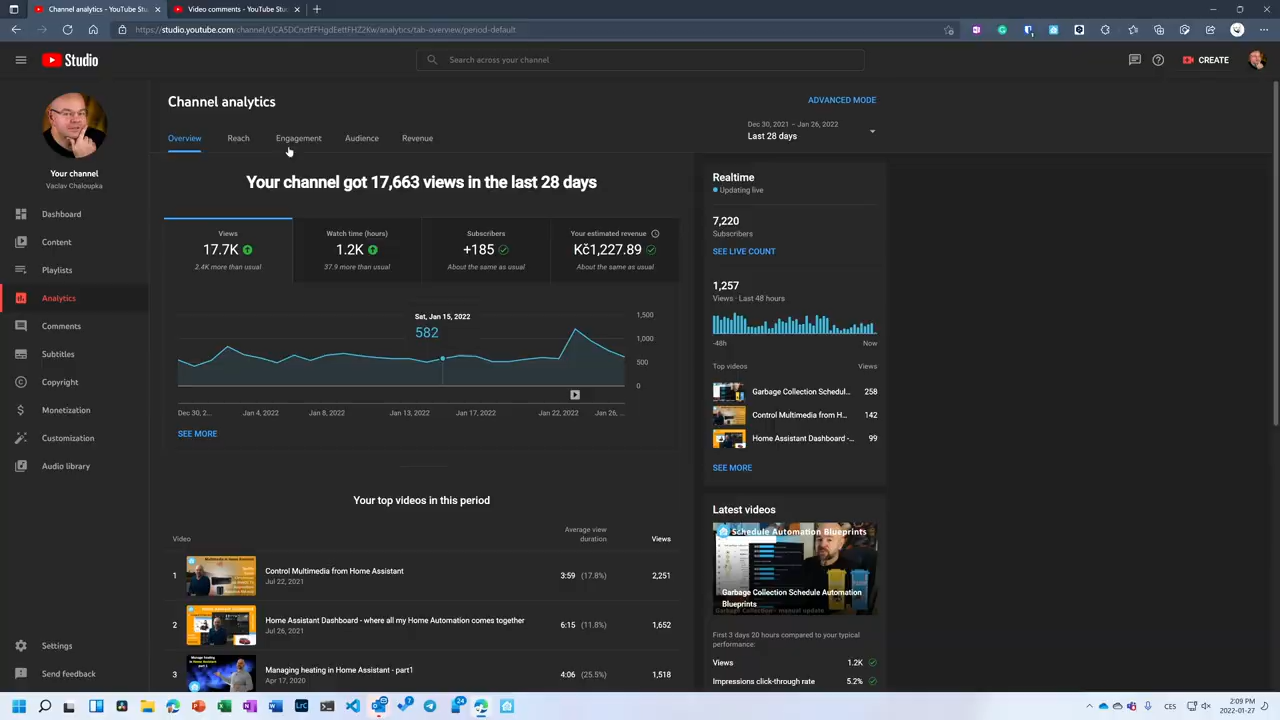 Channel analytics - YouTube Stu
Video comments - YouTube Studio
https://studio.youtube.com/channel/UCA5DCnztFFHgdEettFHZ2Kw/analytics/tab-overview/period-default
Studio
Search across your channel
CREATE
Your channel
Vaclav Chaloupka
Dashboard
Content
Playlists
Analytics
Comments
Subtitles
Copyright
Monetization
Customization
Audio library
Settings
Send feedback
Channel analytics
ADVANCED MODE
Overview
Reach
Engagement
Audience
Revenue
Dec 30, 2021 – Jan 26, 2022
Last 28 days
Your channel got 17,663 views in the last 28 days
Views
17.7K
2.4K more than usual
Watch time (hours)
1.2K
37.9 more than usual
Subscribers
+185
About the same as usual
Your estimated revenue
Kč1,227.89
About the same as usual
Sat, Jan 15, 2022
582
1,500
1,000
500
0
Dec 30, 2...
Jan 4, 2022
Jan 8, 2022
Jan 13, 2022
Jan 17, 2022
Jan 22, 2022
Jan 26, ...
SEE MORE
Your top videos in this period
Video
Average view
duration
Views
1
Control Multimedia from Home Assistant
Jul 22, 2021
3:59 (17.8%)
2,251
2
Home Assistant Dashboard - where all my Home Automation comes together
Jul 26, 2021
6:15 (11.8%)
1,652
3
Managing heating in Home Assistant - part1
Apr 17, 2020
4:06 (25.5%)
1,518
Realtime
Updating live
7,220
Subscribers
SEE LIVE COUNT
1,257
Views · Last 48 hours
-48h
Now
Top videos
Views
Garbage Collection Schedul...
258
Control Multimedia from H...
142
Home Assistant Dashboard -...
99
SEE MORE
Latest videos
Schedule Automation Blueprints
Garbage Collection Schedule Automation
Blueprints
Garbage Collection - manual update
First 3 days 20 hours compared to your typical
performance:
Views
1.2K
Impressions click-through rate
5.2%
CES
2:09 PM
2022-01-27